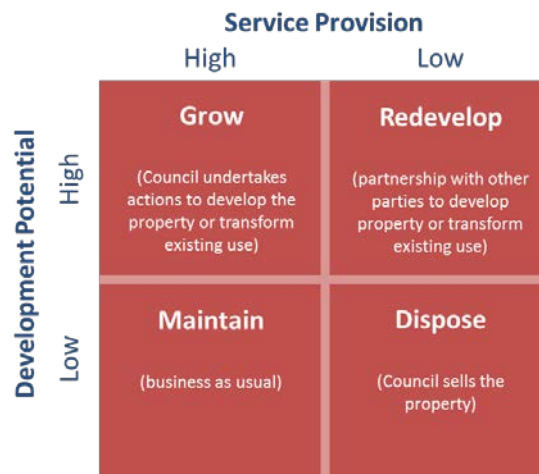 Service Provision
High
Low
Development Potential
High
Grow
(Council undertakes
actions to develop the
property or transform
existing use)
Redevelop
(partnership with other
parties to develop
property or transform
existing use)
Low
Maintain
(business as usual)
Dispose
(Council sells the
property)